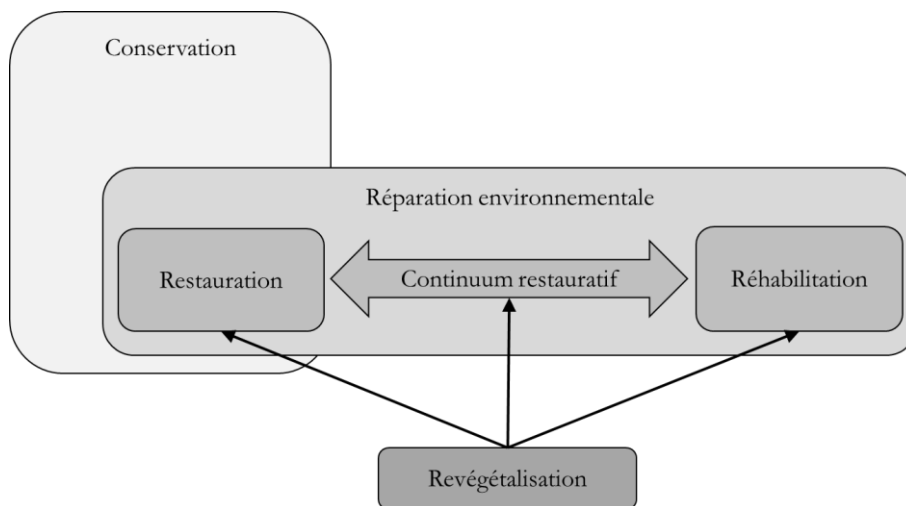 Conservation
Réparation environnementale
Restauration
Continuum restauratif
Réhabilitation
Revégétalisation